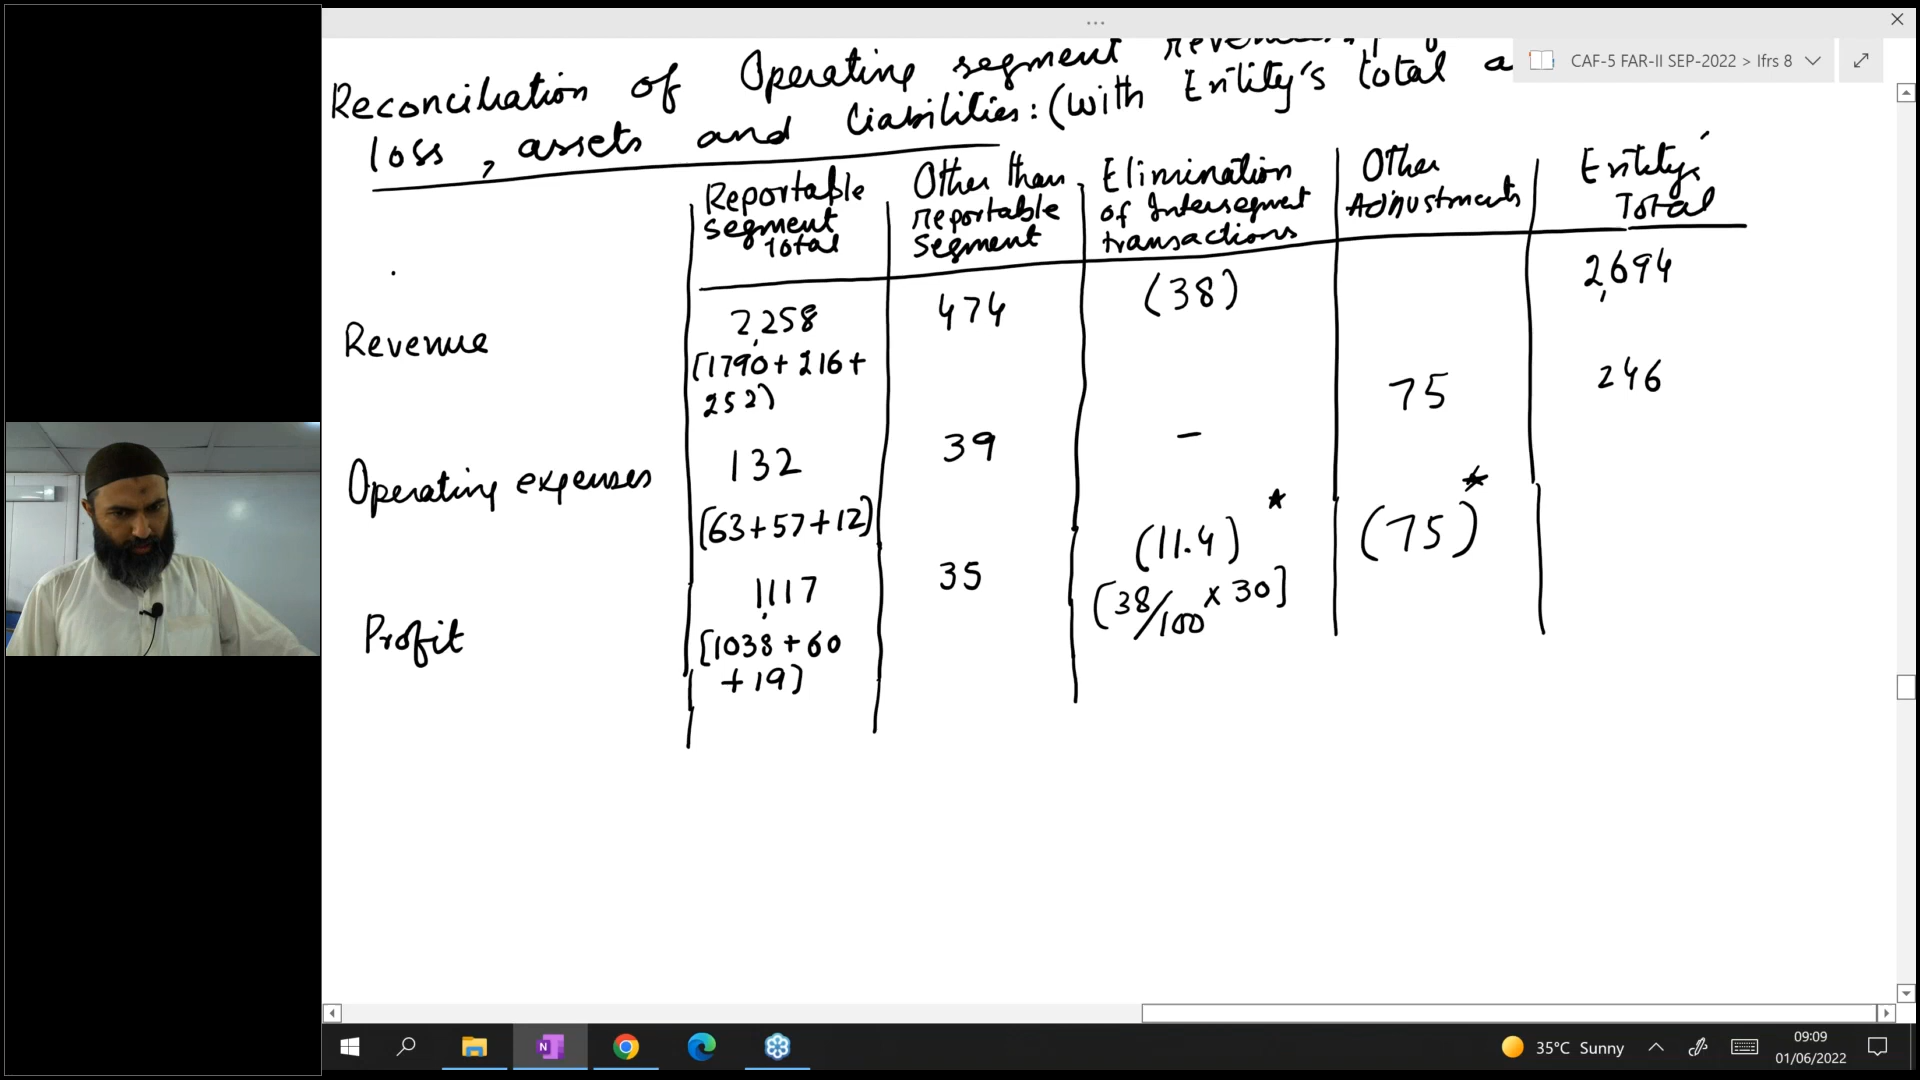 CAF-5 FAR-II SEP-2022 > Ifrs 8
Reconciliation of Operating segment
loss, assets and Liabilities: (with Entity's total
Reportable segment Total
Other than reportable segment
Elimination of Intersegment transactions
Other Adjustments
Entity's Total
Revenue 2,258 474 (38) 2,694
[1790 + 216 +
252]
Operating expenses 132 39 - 75 246
[63+57+12]
Profit 1,117 35 (11.4)* (75)*
[1038 + 60
+ 19]
[38/100 × 30]
35°C Sunny
09:09
01/06/2022